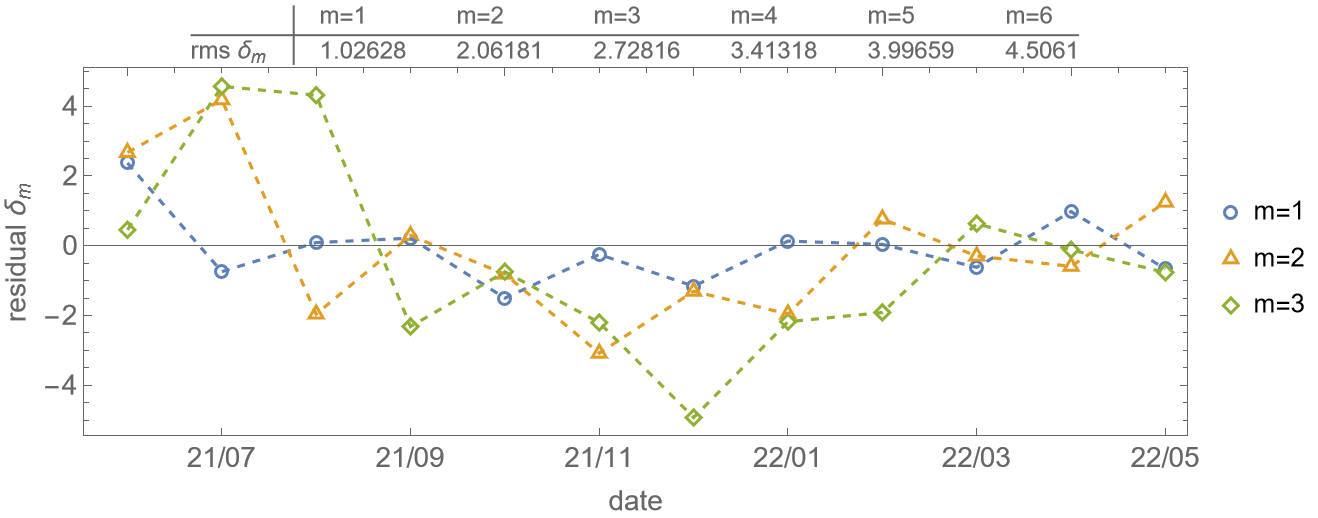 m=1 m=2 m=3 m=4 m=5 m=6
rms δm 1.02628 2.06181 2.72816 3.41318 3.99659 4.5061
residual δm
4
2
0
−2
−4
21/07 21/09 21/11 22/01 22/03 22/05
date
m=1
m=2
m=3